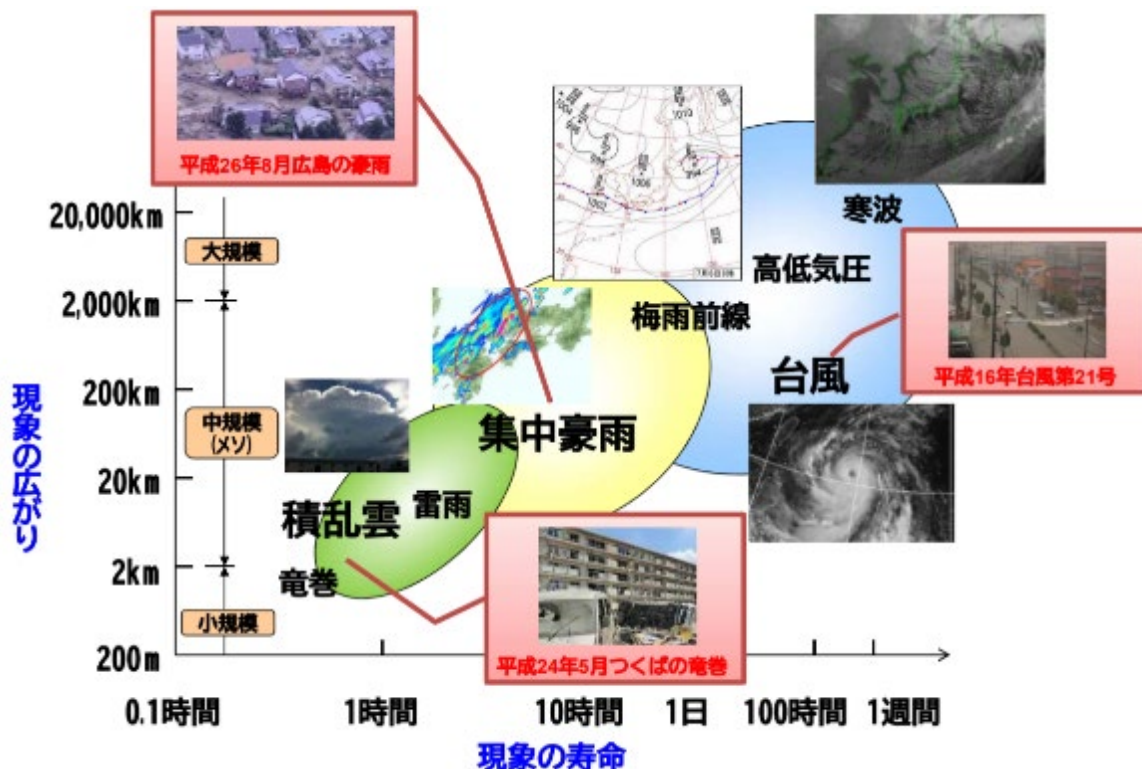 平成26年8月広島の豪雨
寒波
20,000km
大規模
高低気圧
2,000km
梅雨前線
台風
平成16年台風第21号
200km
中規模
(メソ)
集中豪雨
現象の広がり
20km
積乱雲
雷雨
2km
竜巻
小規模
平成24年5月つくばの竜巻
200m
0.1時間
1時間
10時間
1日
100時間
1週間
現象の寿命
1010
1006
1002
994